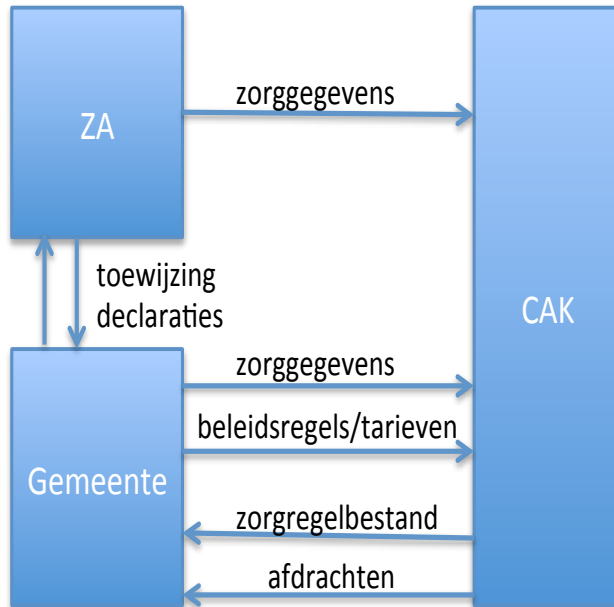 zorggegevens
ZA
toewijzing
declaraties
CAK
zorggegevens
beleidsregels/tarieven
Gemeente
zorgregelbestand
afdrachten